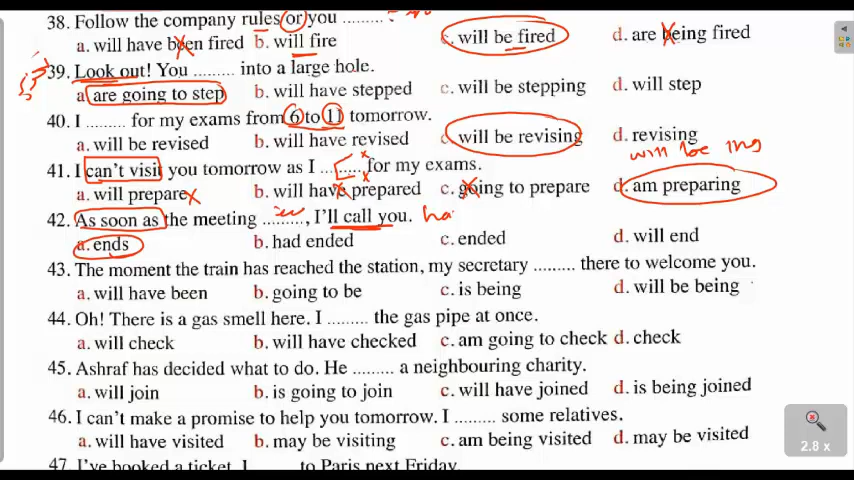 38. Follow the company rules or you .........
a. will have been fired b. will fire c. will be fired d. are being fired
39. Look out! You ......... into a large hole.
a. are going to step b. will have stepped c. will be stepping d. will step
40. I ......... for my exams from 6 to 11 tomorrow.
a. will be revised b. will have revised c. will be revising d. revising
will be ing
41. I can't visit you tomorrow as I ......... for my exams.
a. will prepare b. will have prepared c. going to prepare d. am preparing
42. As soon as the meeting ........., I'll call you. ha
a. ends b. had ended c. ended d. will end
43. The moment the train has reached the station, my secretary ......... there to welcome you.
a. will have been b. going to be c. is being d. will be being
44. Oh! There is a gas smell here. I ......... the gas pipe at once.
a. will check b. will have checked c. am going to check d. check
45. Ashraf has decided what to do. He ......... a neighbouring charity.
a. will join b. is going to join c. will have joined d. is being joined
46. I can't make a promise to help you tomorrow. I ......... some relatives.
a. will have visited b. may be visiting c. am being visited d. may be visited
47. I've booked a ticket. I ......... to Paris next Friday.
2.8 x